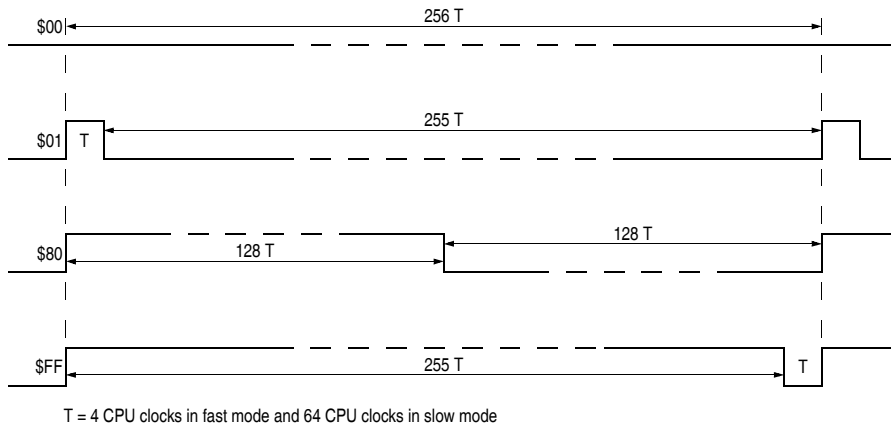 256 T
$00
255 T
$01 T
$80
128 T
128 T
$FF
255 T
T
T = 4 CPU clocks in fast mode and 64 CPU clocks in slow mode